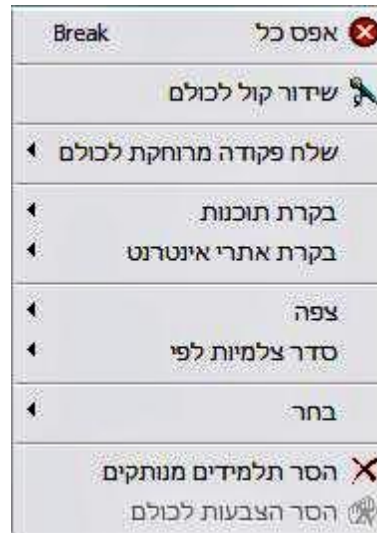 אפס כל Break
שידור קול לכולם
שלח פקודה מרוחקת לכולם
בקרת תוכנות
בקרת אתרי אינטרנט
צפה
סדר צלמיות לפי
בחר
הסר תלמידים מנותקים
הסר הצבעות לכולם